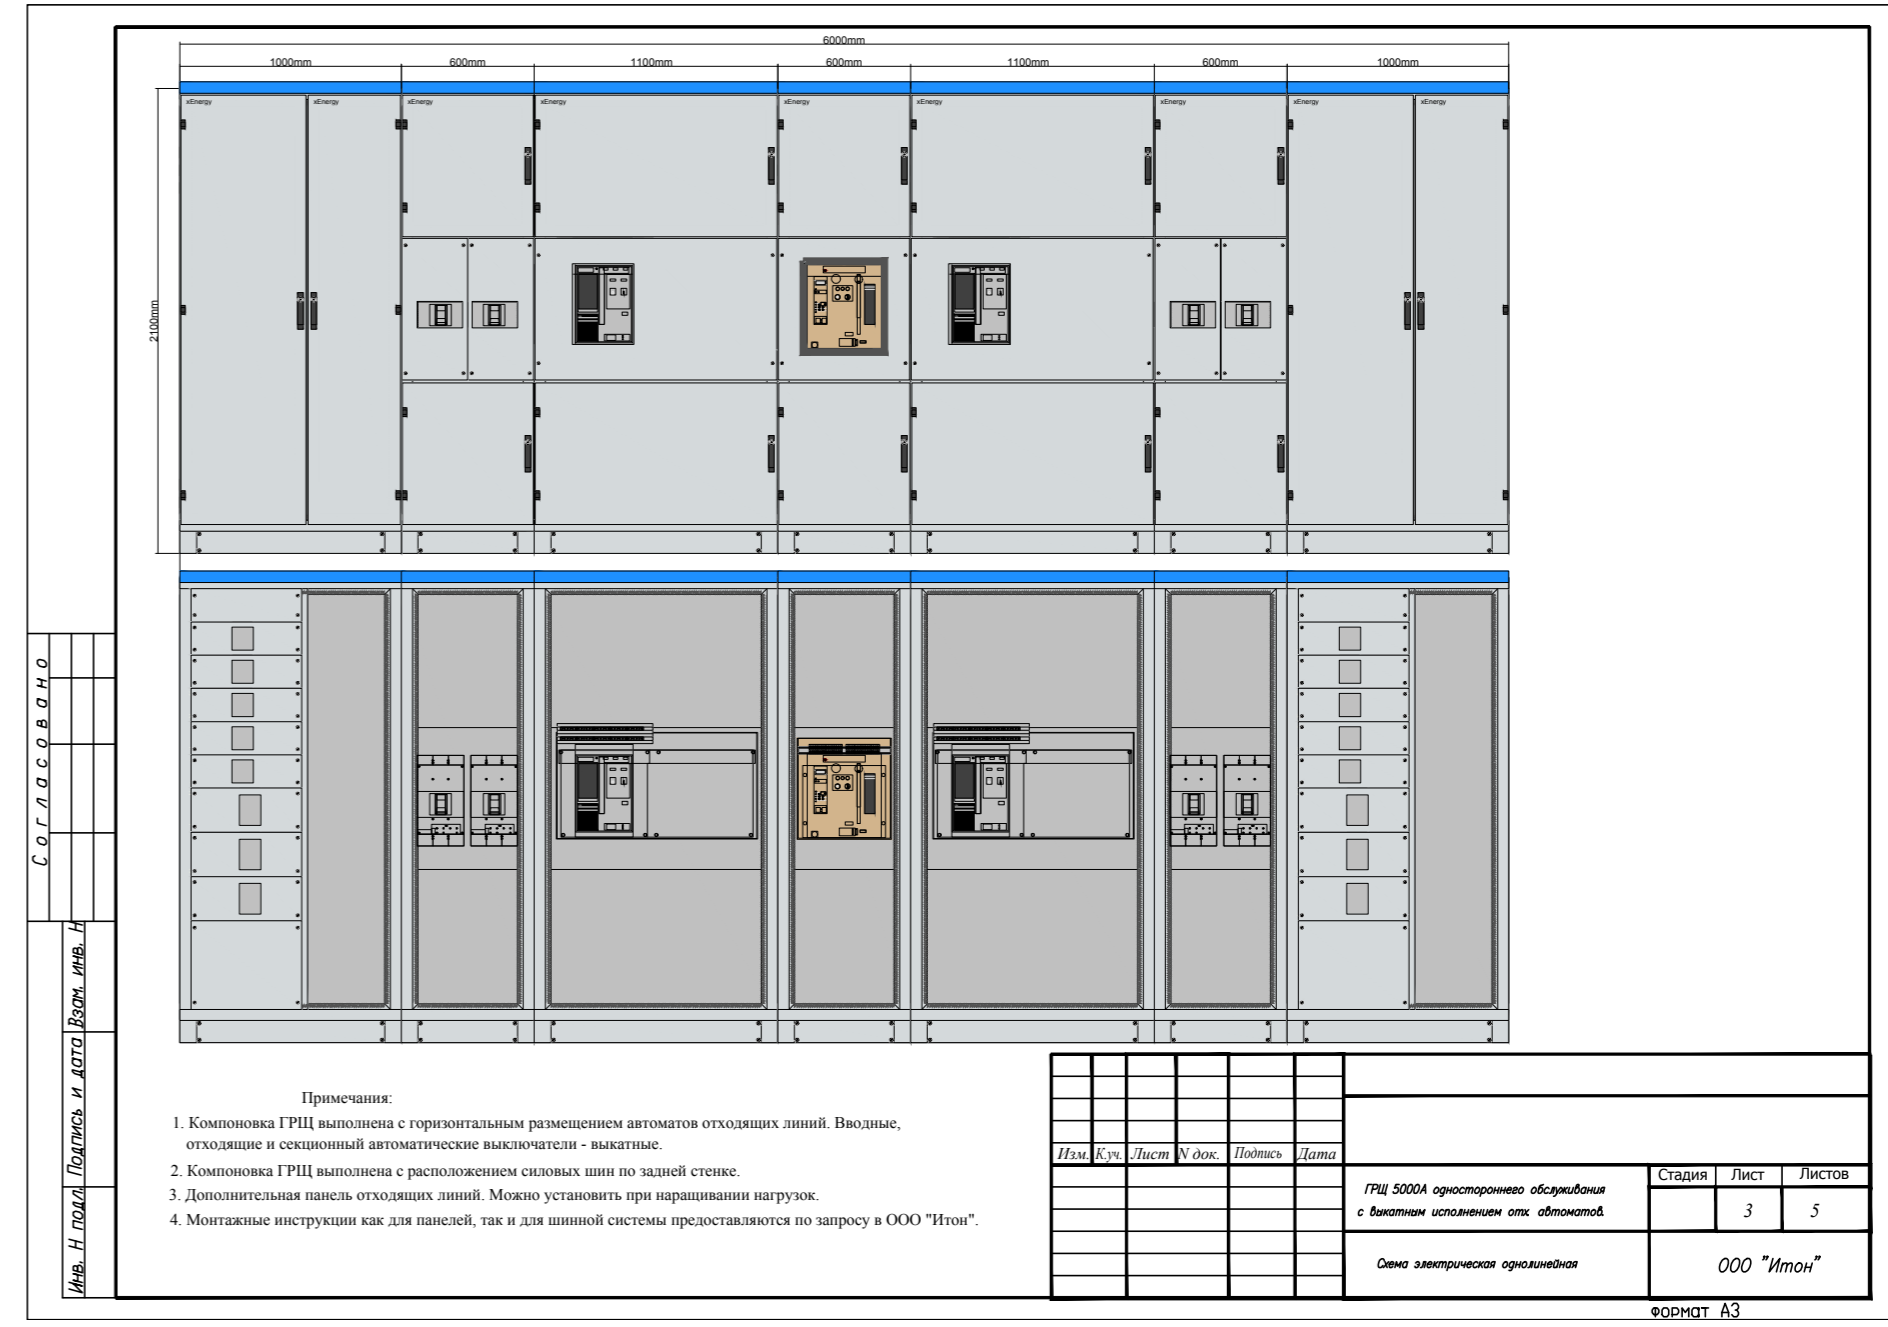 6000mm
1000mm 600mm 1100mm 600mm 1100mm 600mm 1000mm
xEnergy xEnergy xEnergy xEnergy xEnergy xEnergy xEnergy xEnergy xEnergy
2100mm
Согласовано
Взам. инв. Н
Подпись и дата
Инв. Н подл.
Примечания:
1. Компоновка ГРЩ выполнена с горизонтальным размещением автоматов отходящих линий. Вводные,
отходящие и секционный автоматические выключатели - выкатные.
2. Компоновка ГРЩ выполнена с расположением силовых шин по задней стенке.
3. Дополнительная панель отходящих линий. Можно установить при наращивании нагрузок.
4. Монтажные инструкции как для панелей, так и для шинной системы предоставляются по запросу в ООО "Итон".
Изм. К.уч. Лист N док. Подпись Дата
ГРЩ 5000А одностороннего обслуживания
с выкатным исполнением отх. автоматов.
Стадия Лист Листов
3 5
Схема электрическая однолинейная
ООО "Итон"
Формат А3